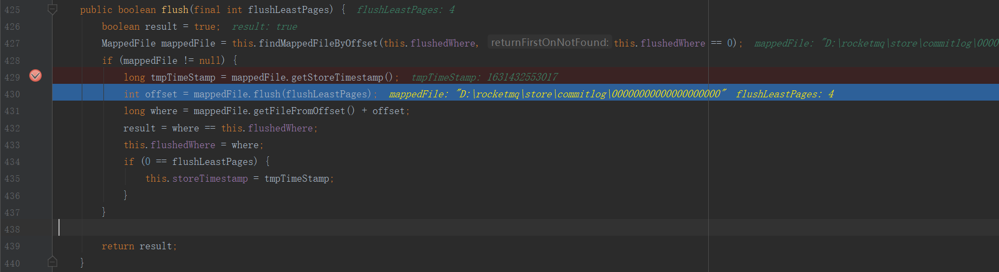 425 public boolean flush(final int flushLeastPages) { flushLeastPages: 4
426 boolean result = true; result: true
427 MappedFile mappedFile = this.findMappedFileByOffset(this.flushedWhere, returnFirstOnNotFound: this.flushedWhere == 0); mappedFile: "D:\rocketmq\store\commitlog\0000
428 if (mappedFile != null) {
429 long tmpTimeStamp = mappedFile.getStoreTimestamp(); tmpTimeStamp: 1631432553017
430 int offset = mappedFile.flush(flushLeastPages); mappedFile: "D:\rocketmq\store\commitlog\00000000000000000000" flushLeastPages: 4
431 long where = mappedFile.getFileFromOffset() + offset;
432 result = where == this.flushedWhere;
433 this.flushedWhere = where;
434 if (0 == flushLeastPages) {
435 this.storeTimestamp = tmpTimeStamp;
436 }
437 }
438
439 return result;
440 }